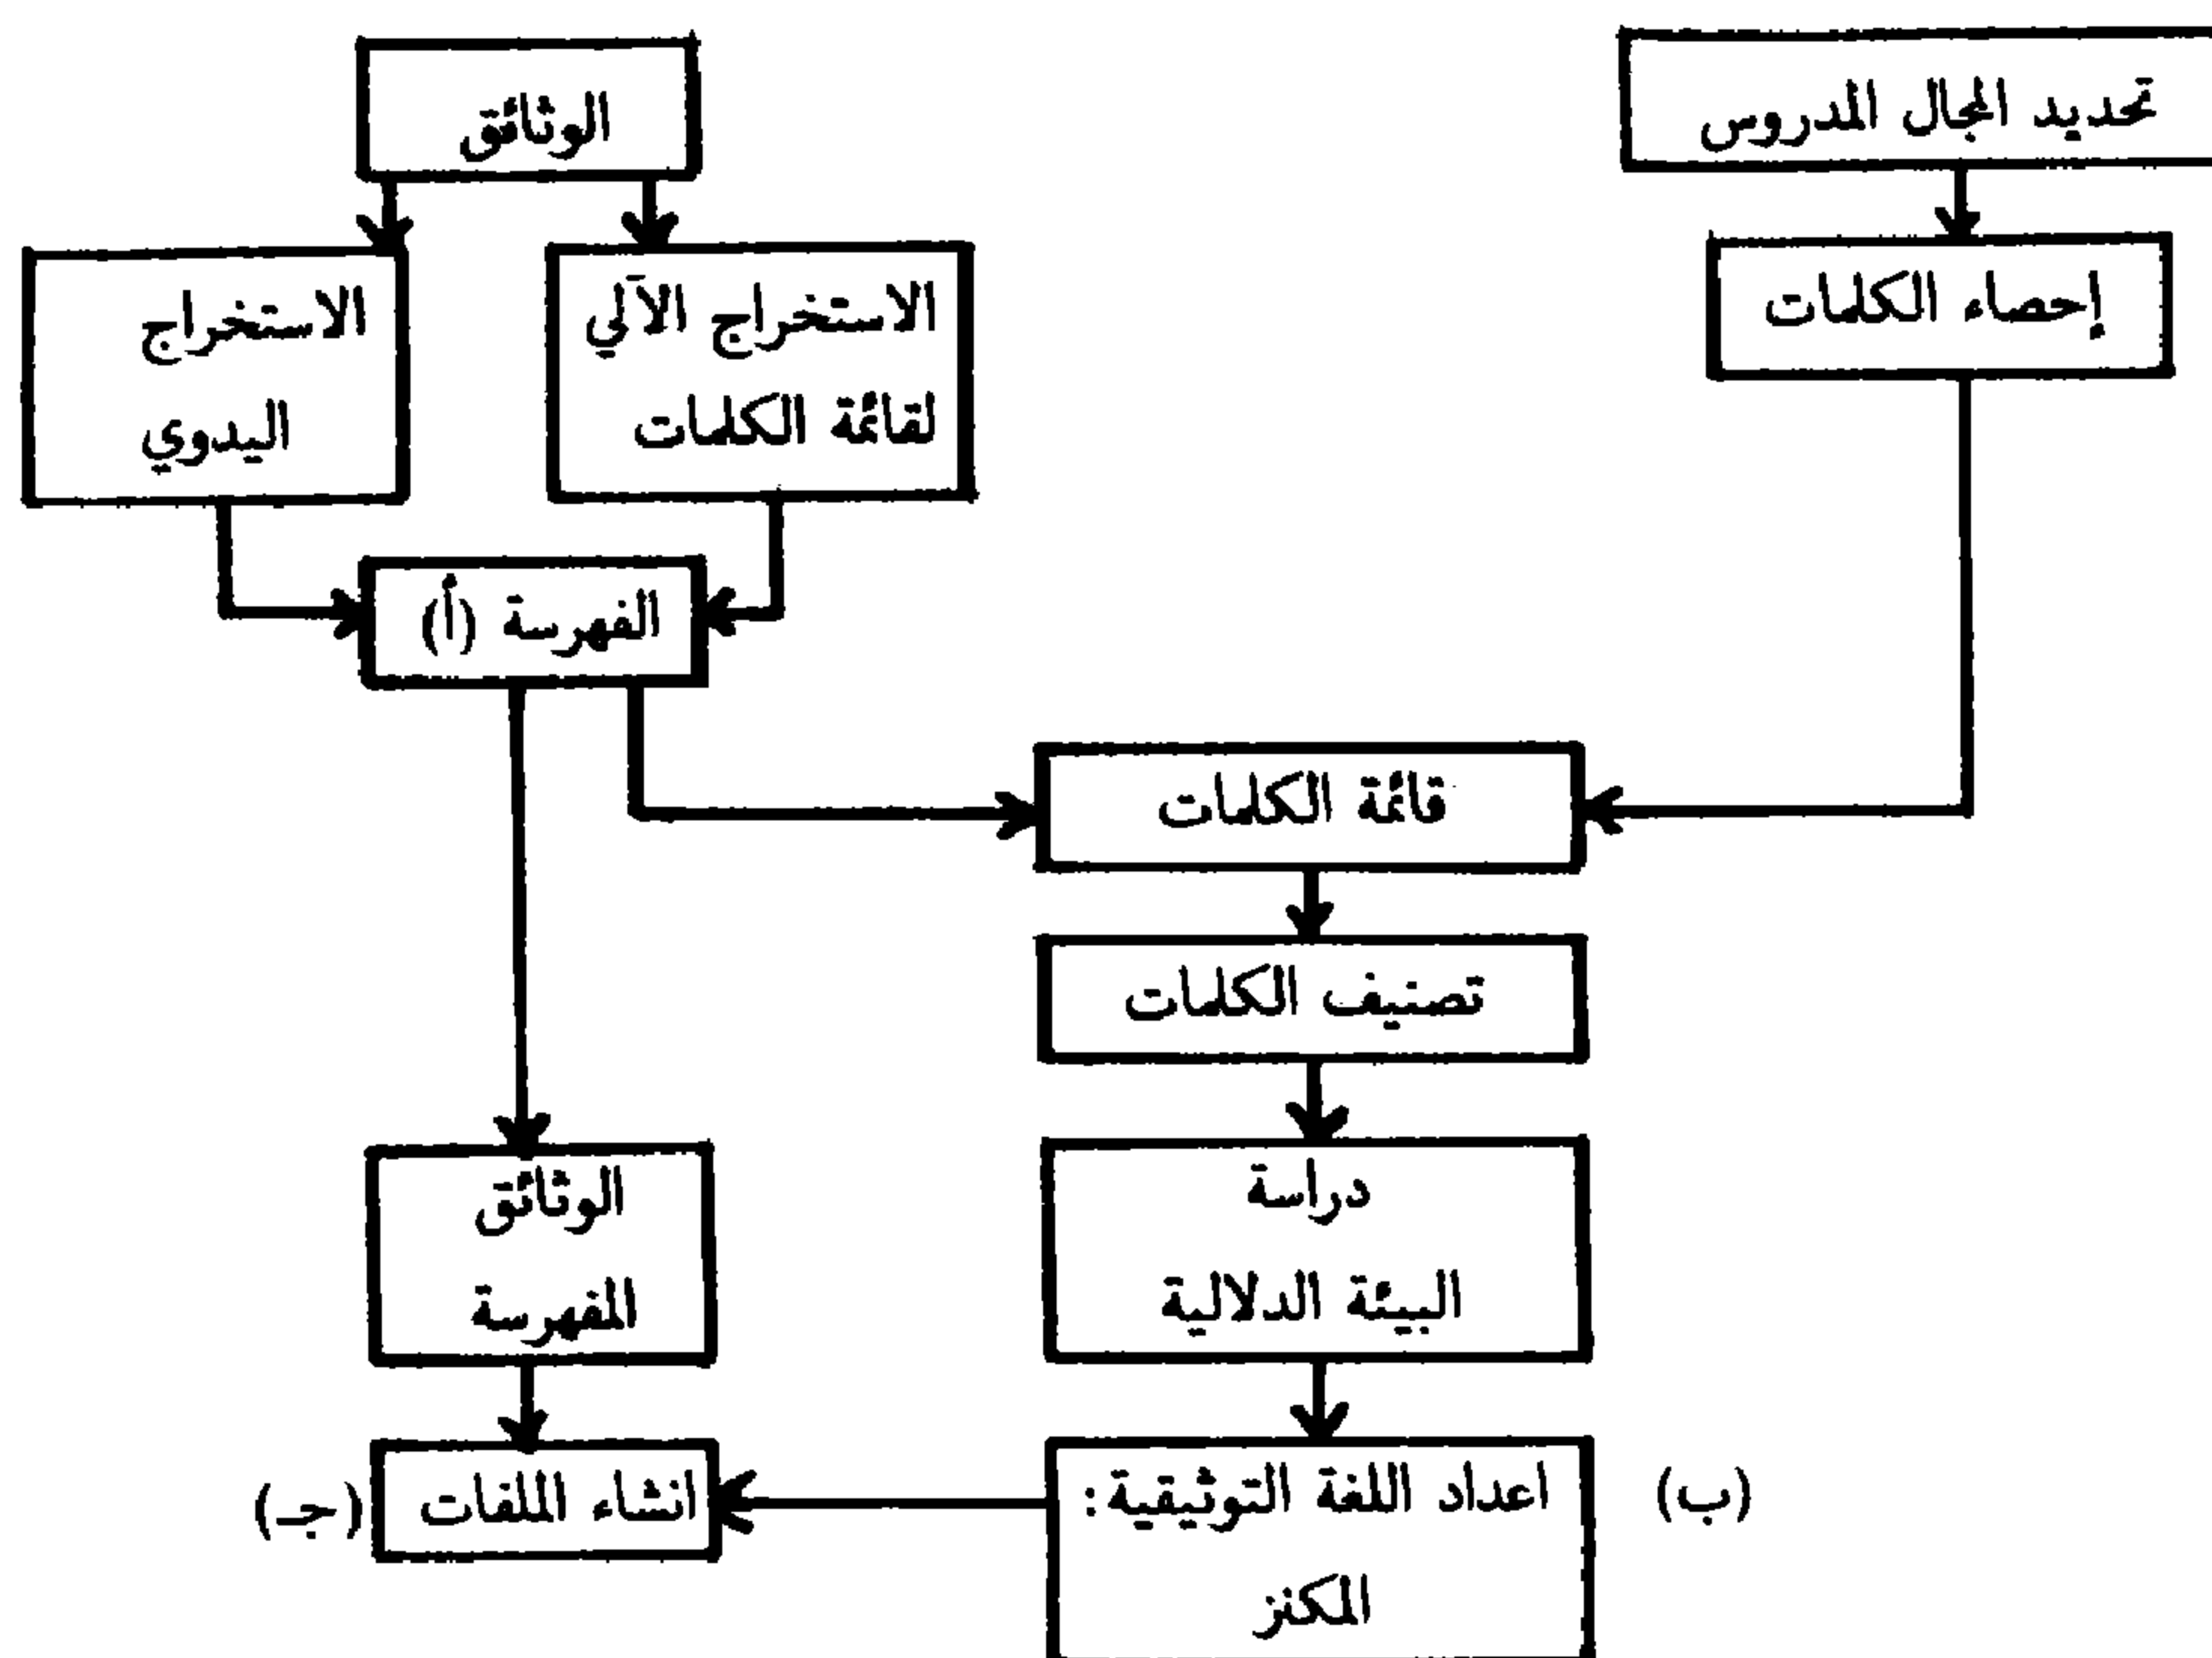 تحديد المجال المدروس
الوثائق
إحصاء الكلمات
الاستخراج الآلي
لقائمة الكلمات
الاستخراج
اليدوي
الفهرسة (أ)
قائمة الكلمات
تصنيف الكلمات
دراسة
البيئة الدلالية
الوثائق
المفهرسة
(ب)
اعداد اللغة التوثيقية:
المكنز
انشاء الملفات
(جـ)